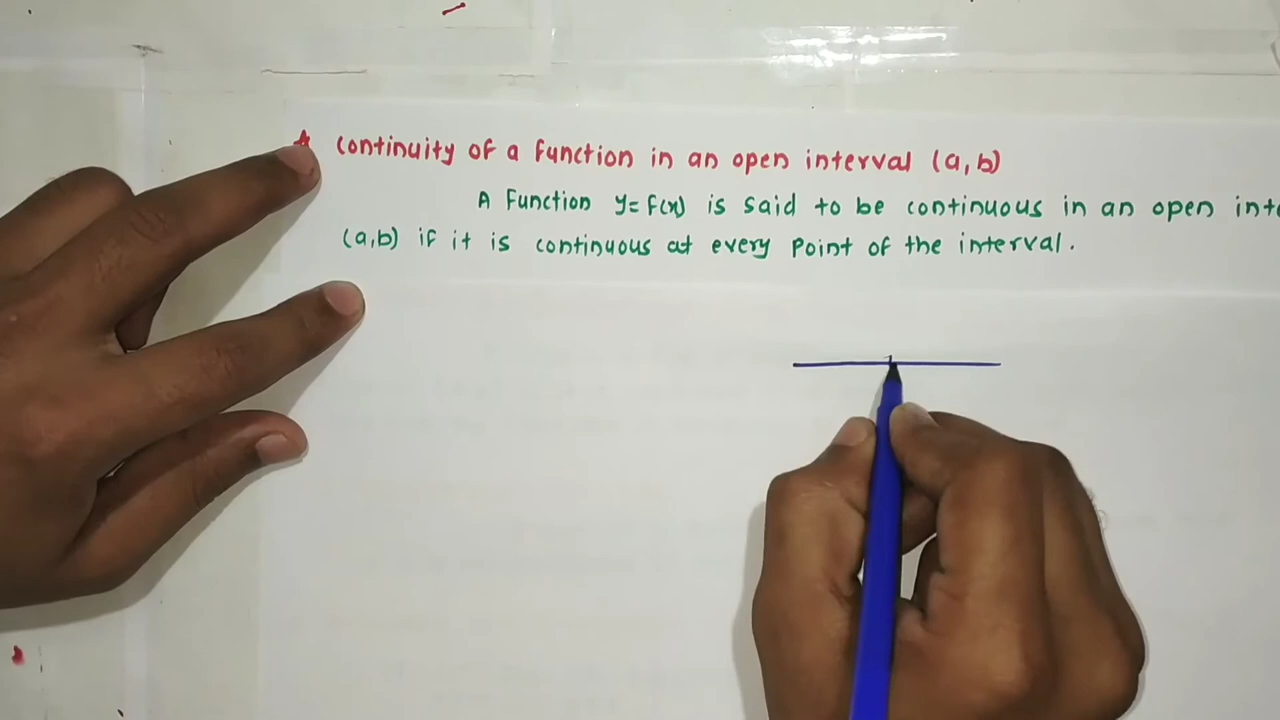 Continuity of a function in an open interval (a,b)
A Function y=f(x) is said to be continuous in an open
(a,b) if it is continuous at every point of the interval.